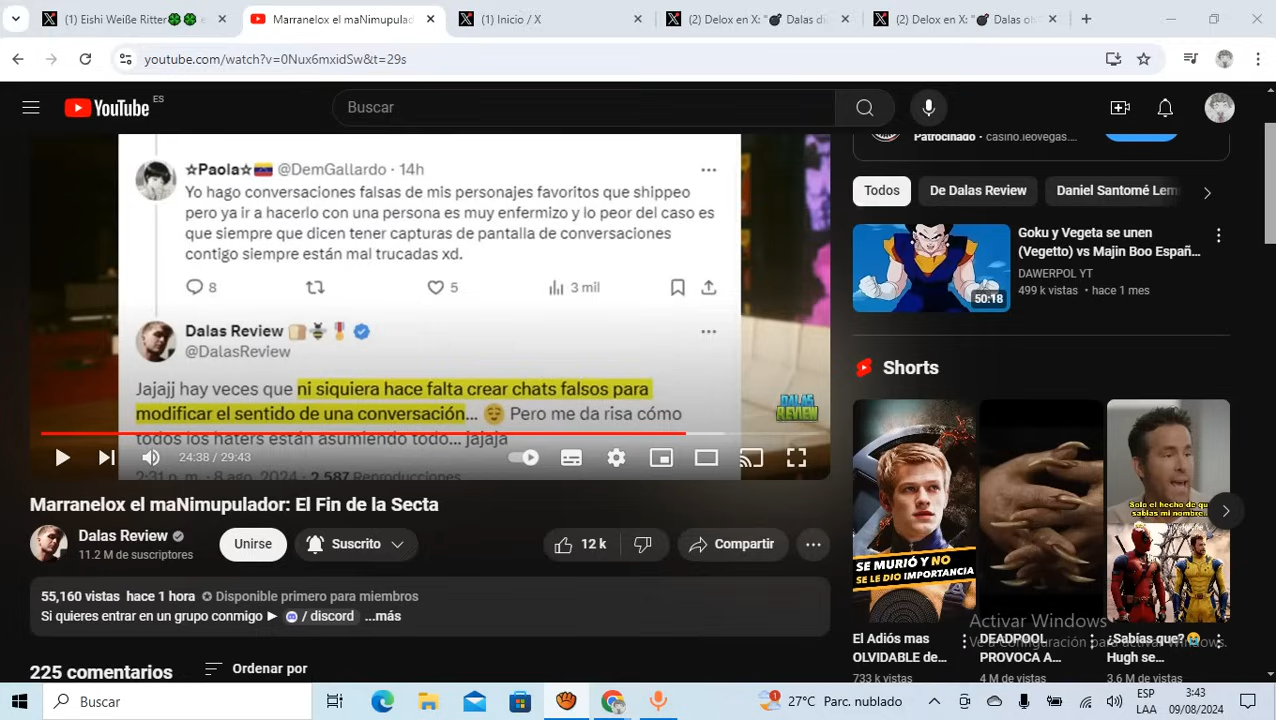 (1) Eishi Weiße Ritter🍀🍀 e
Marranelox el maNimupulador
(1) Inicio / X
(2) Delox en X: "💣 Dalas di
(2) Delox en X: "💣 Dalas ob
youtube.com/watch?v=0Nux6mxidSw&t=29s
YouTube ES
Buscar
☆Paola☆🇻🇪 @DemGallardo · 14h
Yo hago conversaciones falsas de mis personajes favoritos que shippeo
pero ya ir a hacerlo con una persona es muy enfermizo y lo peor del caso es
que siempre que dicen tener capturas de pantalla de conversaciones
contigo siempre están mal trucadas xd.
8
5
3 mil
Dalas Review 🍞🐝🎖️
@DalasReview
Jajajj hay veces que ni siquiera hace falta crear chats falsos para
modificar el sentido de una conversación... 😌 Pero me da risa cómo
todos los haters están asumiendo todo... jajaja
2:31 p. m. · 8 ago. 2024 · 2,587 Reproducciones
DALAS
REVIEW
24:38 / 29:43
Marranelox el maNimupulador: El Fin de la Secta
Dalas Review
11.2 M de suscriptores
Unirse
Suscrito
12 k
Compartir
55,160 vistas hace 1 hora Disponible primero para miembros
Si quieres entrar en un grupo conmigo ► / discord ...más
225 comentarios
Ordenar por
Patrocinado · casino.leovegas....
Todos
De Dalas Review
Daniel Santomé Lem
Goku y Vegeta se unen
(Vegetto) vs Majin Boo Españ...
DAWERPOL YT
499 k vistas · hace 1 mes
50:18
Shorts
SE MURIÓ Y NO
SE LE DIO IMPORTANCIA
Solo el hecho de que
sabías mi nombre.
El Adiós mas
OLVIDABLE de...
733 k vistas
DEADPOOL
PROVOCÓ A...
4 M de vistas
¿Sabías que?😭
Hugh se...
3.6 M de vistas
Activar Windows
Ve a Configuración para activar Windows.
Buscar
27°C Parc. nublado
ESP
LAA
3:43
09/08/2024